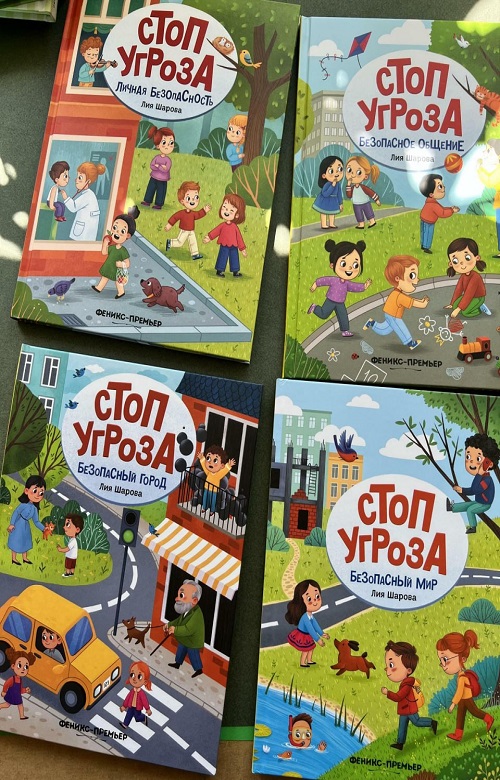 СТОП
УГРОЗА
ЛИЧНАЯ БЕЗОПАСНОСТЬ
Лия Шарова
ФЕНИКС-ПРЕМЬЕР
СТОП
УГРОЗА
БЕЗОПАСНОЕ ОБЩЕНИЕ
Лия Шарова
ФЕНИКС-ПРЕМЬЕР
СТОП
УГРОЗА
БЕЗОПАСНЫЙ ГОРОД
Лия Шарова
ФЕНИКС-ПРЕМЬЕР
СТОП
УГРОЗА
БЕЗОПАСНЫЙ МИР
Лия Шарова
ФЕНИКС-ПРЕМЬЕР